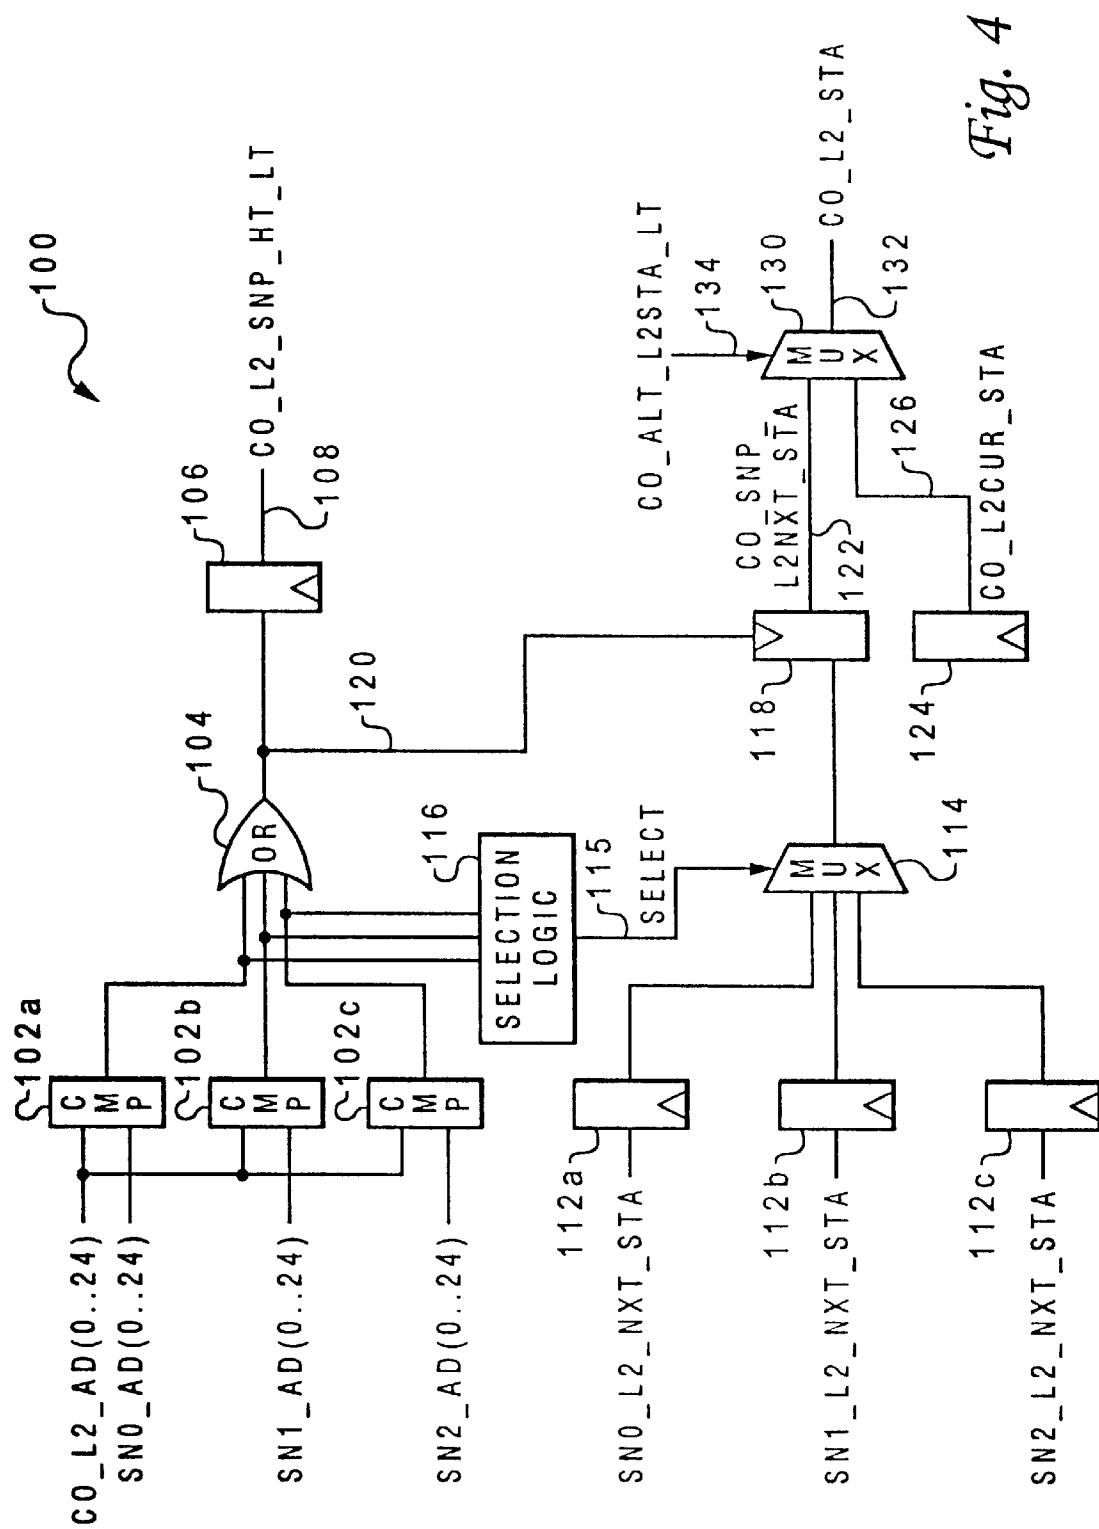 100
CO_L2_AD(0..24)
SN0_AD(0..24)
SN1_AD(0..24)
SN2_AD(0..24)
102a
CMP
102b
CMP
102c
CMP
104
OR
106
108
CO_L2_SNP_HT_LT
120
116
SELECTION
LOGIC
115
SELECT
SN0_L2_NXT_STA
112a
SN1_L2_NXT_STA
112b
SN2_L2_NXT_STA
112c
MUX
114
118
CO_SNP_
L2NXT_STA
122
124
CO_L2CUR_STA
126
CO_ALT_L2STA_LT
134
MUX
130
132
CO_L2_STA
Fig. 4